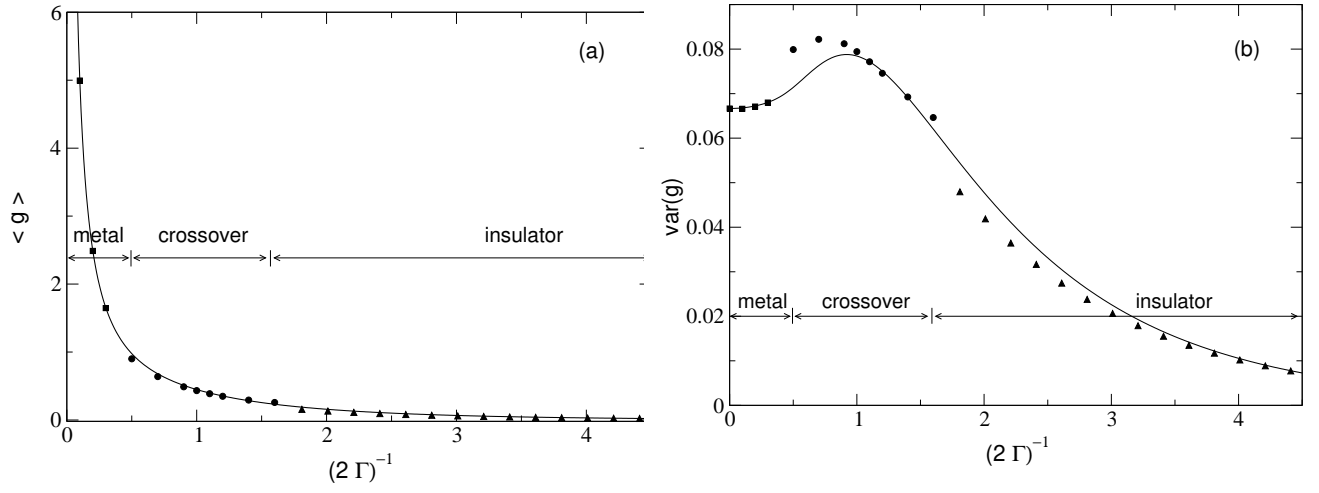 6
4
2
0
< g >
(a)
metal
crossover
insulator
0
1
2
3
4
(2 Γ)⁻¹
0.08
0.06
0.04
0.02
0
var(g)
(b)
metal
crossover
insulator
0
1
2
3
4
(2 Γ)⁻¹